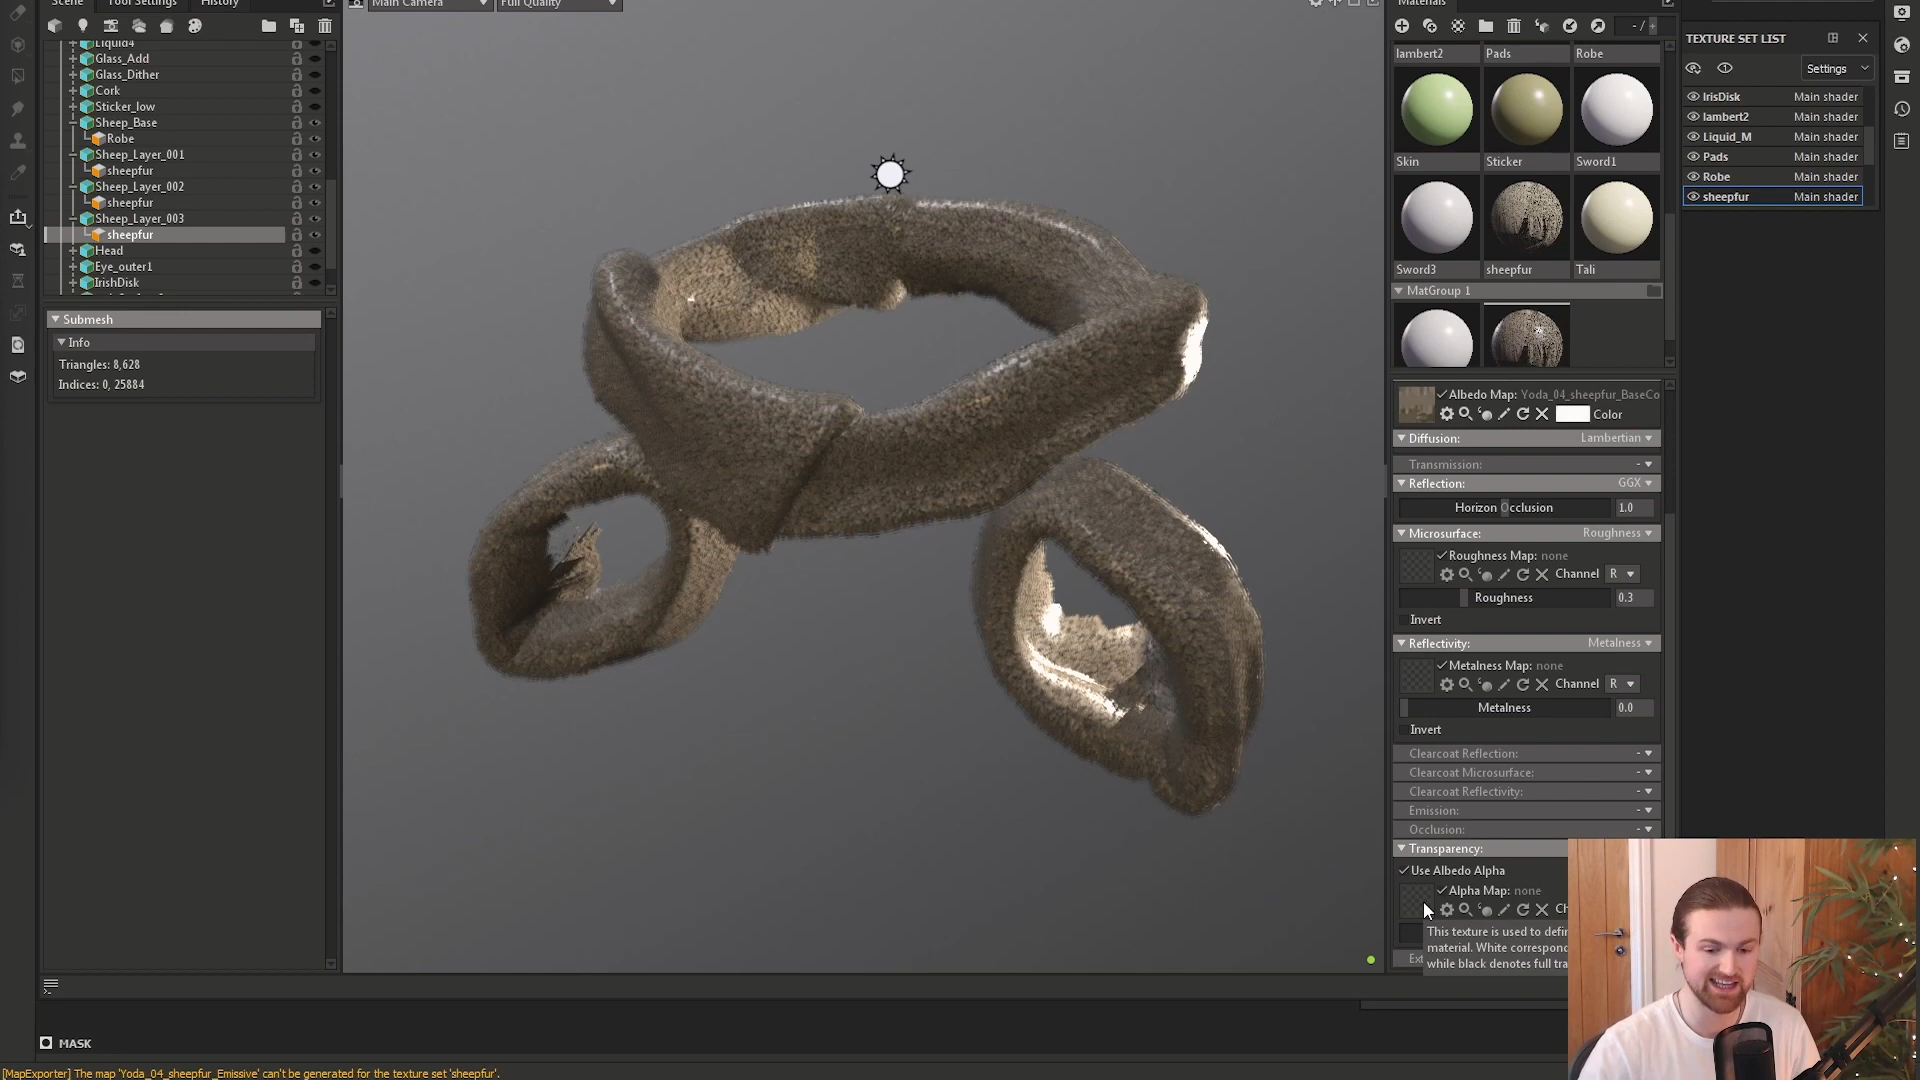 Scene Tool Settings History
Main Camera
Full Quality
Materials
- /
Liquid4
Glass_Add
Glass_Dither
Cork
Sticker_low
Sheep_Base
Robe
Sheep_Layer_001
sheepfur
Sheep_Layer_002
sheepfur
Sheep_Layer_003
sheepfur
Head
Eye_outer1
IrishDisk
Submesh
Info
Triangles: 8,628
Indices: 0, 25884
lambert2 Pads Robe
Skin Sticker Sword1
Sword3 sheepfur Tali
MatGroup 1
Albedo Map: Yoda_04_sheepfur_BaseCo
Color
Diffusion: Lambertian
Transmission: -
Reflection: GGX
Horizon Occlusion 1.0
Microsurface: Roughness
Roughness Map: none
Channel R
Roughness 0.3
Invert
Reflectivity: Metalness
Metalness Map: none
Channel R
Metalness 0.0
Invert
Clearcoat Reflection: -
Clearcoat Microsurface: -
Clearcoat Reflectivity: -
Emission: -
Occlusion: -
Transparency:
Use Albedo Alpha
Alpha Map: none
Ch
This texture is used to defin
material. White correspond
while black denotes full tra
Ext
TEXTURE SET LIST
Settings
IrisDisk Main shader
lambert2 Main shader
Liquid_M Main shader
Pads Main shader
Robe Main shader
sheepfur Main shader
MASK
[MapExporter] The map 'Yoda_04_sheepfur_Emissive' can't be generated for the texture set 'sheepfur'.